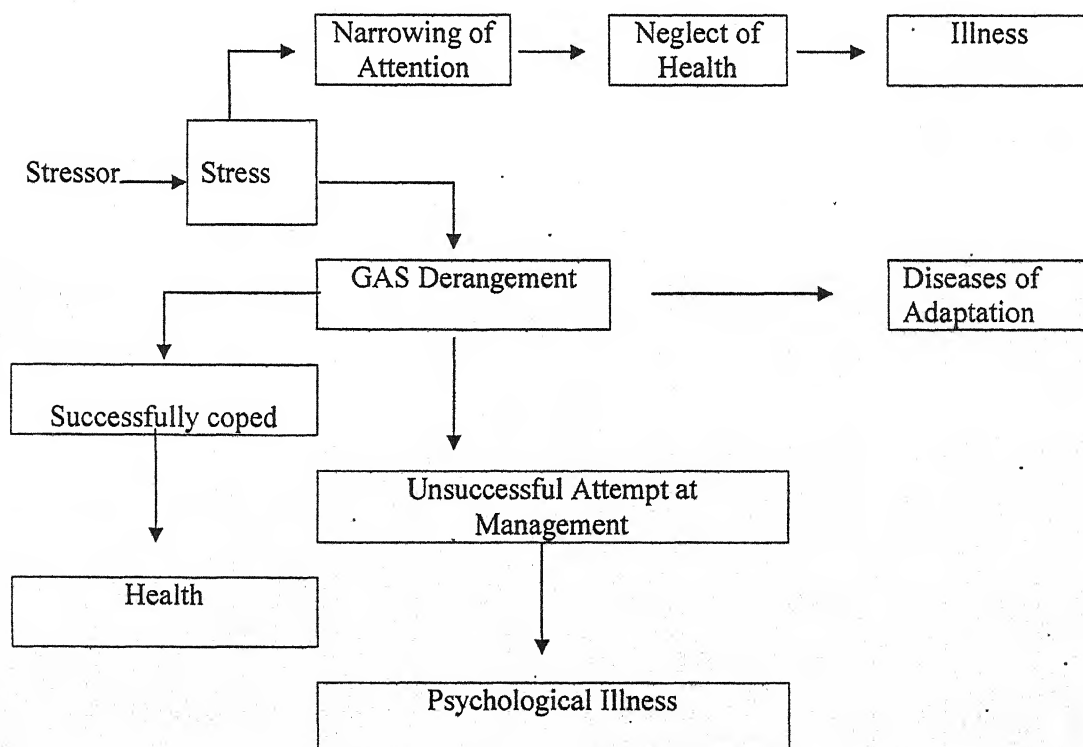 Narrowing of
Attention
Neglect of
Health
Illness
Stressor
Stress
GAS Derangement
Diseases of
Adaptation
Successfully coped
Unsuccessful Attempt at
Management
Health
Psychological Illness